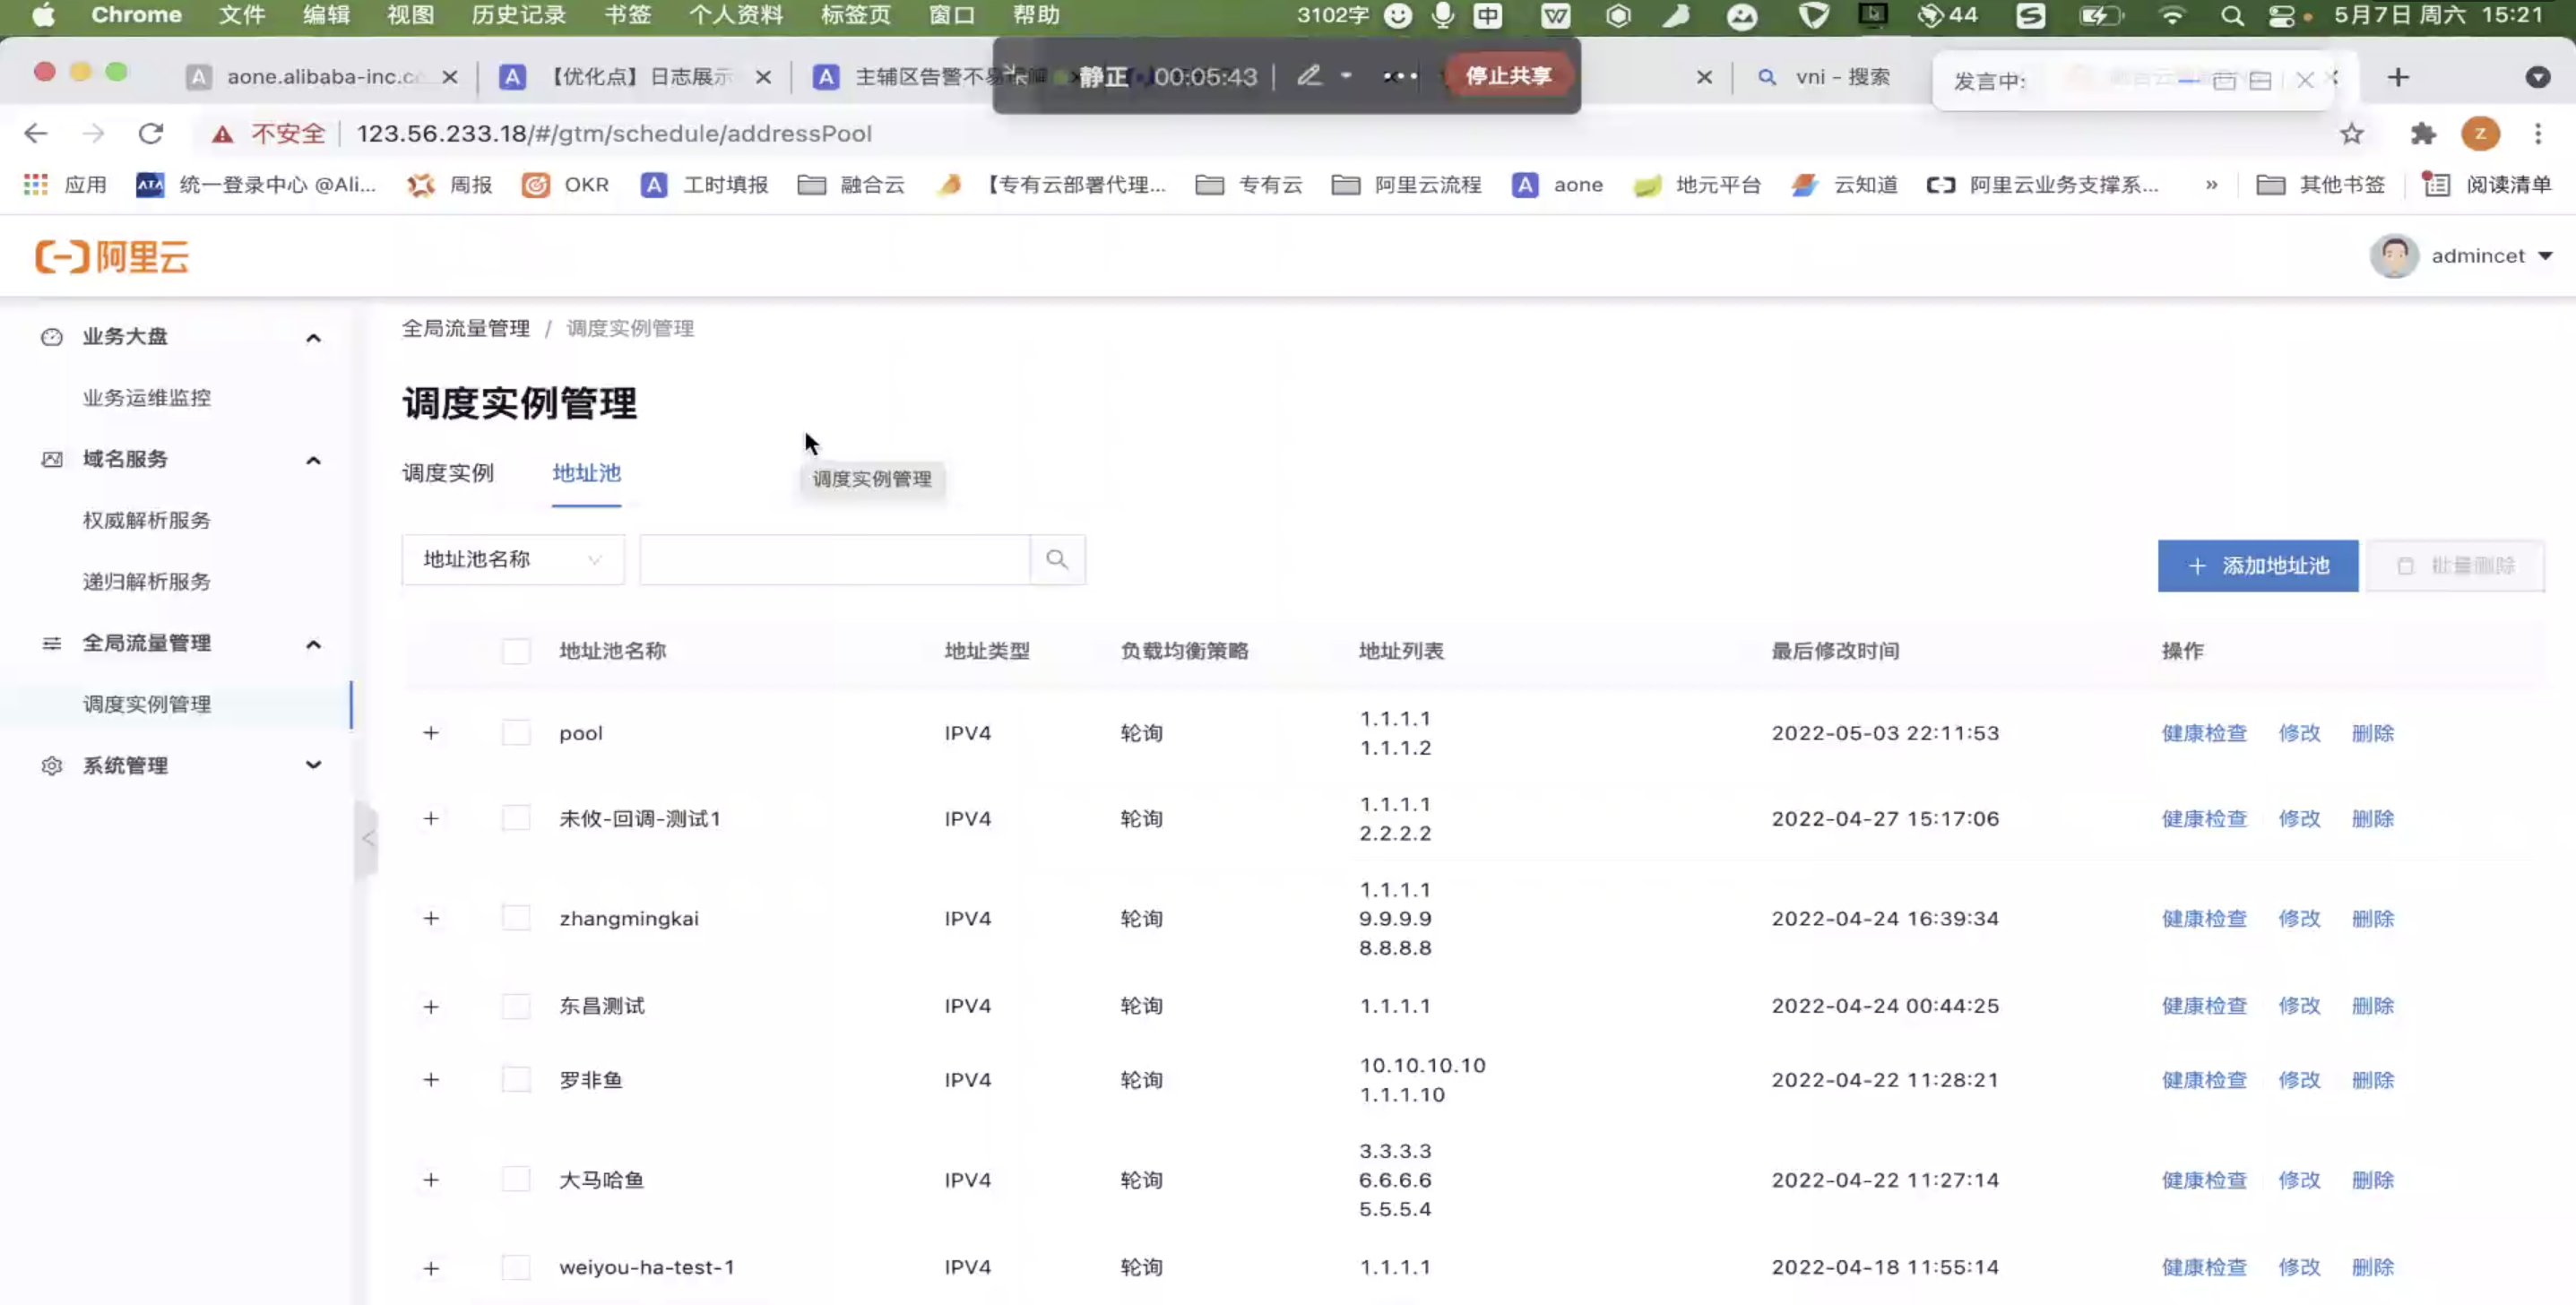 Chrome 文件 编辑 视图 历史记录 书签 个人资料 标签页 窗口 帮助 3102字 中 44 5月7日 周六 15:21
aone.alibaba-inc.c 【优化点】日志展示 主辅区告警不易 静正 00:05:43 停止共享 vni – 搜索 发言中:
不安全 123.56.233.18/#/gtm/schedule/addressPool Z
应用 ATA 统一登录中心 @Ali... 周报 OKR 工时填报 融合云 【专有云部署代理... 专有云 阿里云流程 aone 地元平台 云知道 阿里云业务支撑系... » 其他书签 阅读清单
阿里云 admincet
业务大盘
业务运维监控
域名服务
权威解析服务
递归解析服务
全局流量管理
调度实例管理
系统管理
全局流量管理 / 调度实例管理
调度实例管理
调度实例 地址池
调度实例管理
地址池名称
添加地址池 批量删除
地址池名称 地址类型 负载均衡策略 地址列表 最后修改时间 操作
pool IPV4 轮询 1.1.1.1
1.1.1.2 2022-05-03 22:11:53 健康检查 修改 删除
未攸-回调-测试1 IPV4 轮询 1.1.1.1
2.2.2.2 2022-04-27 15:17:06 健康检查 修改 删除
zhangmingkai IPV4 轮询 1.1.1.1
9.9.9.9
8.8.8.8 2022-04-24 16:39:34 健康检查 修改 删除
东昌测试 IPV4 轮询 1.1.1.1 2022-04-24 00:44:25 健康检查 修改 删除
罗非鱼 IPV4 轮询 10.10.10.10
1.1.1.10 2022-04-22 11:28:21 健康检查 修改 删除
大马哈鱼 IPV4 轮询 3.3.3.3
6.6.6.6
5.5.5.4 2022-04-22 11:27:14 健康检查 修改 删除
weiyou-ha-test-1 IPV4 轮询 1.1.1.1 2022-04-18 11:55:14 健康检查 修改 删除